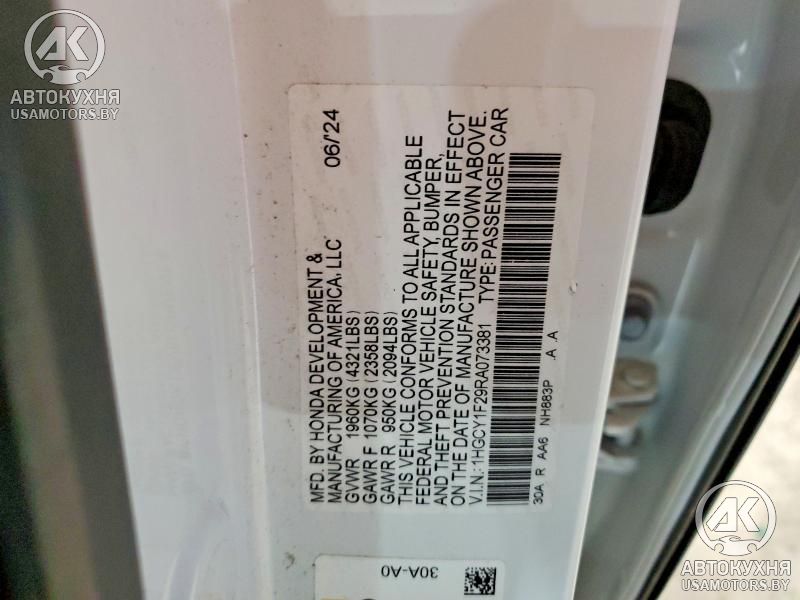 MFD. BY HONDA DEVELOPMENT & 06/'24
MANUFACTURING OF AMERICA, LLC
GVWR 1960KG (4321LBS)
GAWR F 1070KG (2358LBS)
GAWR R 950KG (2094LBS)
THIS VEHICLE CONFORMS TO ALL APPLICABLE
FEDERAL MOTOR VEHICLE SAFETY, BUMPER,
AND THEFT PREVENTION STANDARDS IN EFFECT
ON THE DATE OF MANUFACTURE SHOWN ABOVE.
V.I.N.:1HGCY1F29RA073381 TYPE:PASSENGER CAR
30A R AA6 NH883P .A .A
30A-A0
АК
АВТОКУХНЯ
USAMOTORS.BY
АК
АВТОКУХНЯ
USAMOTORS.BY